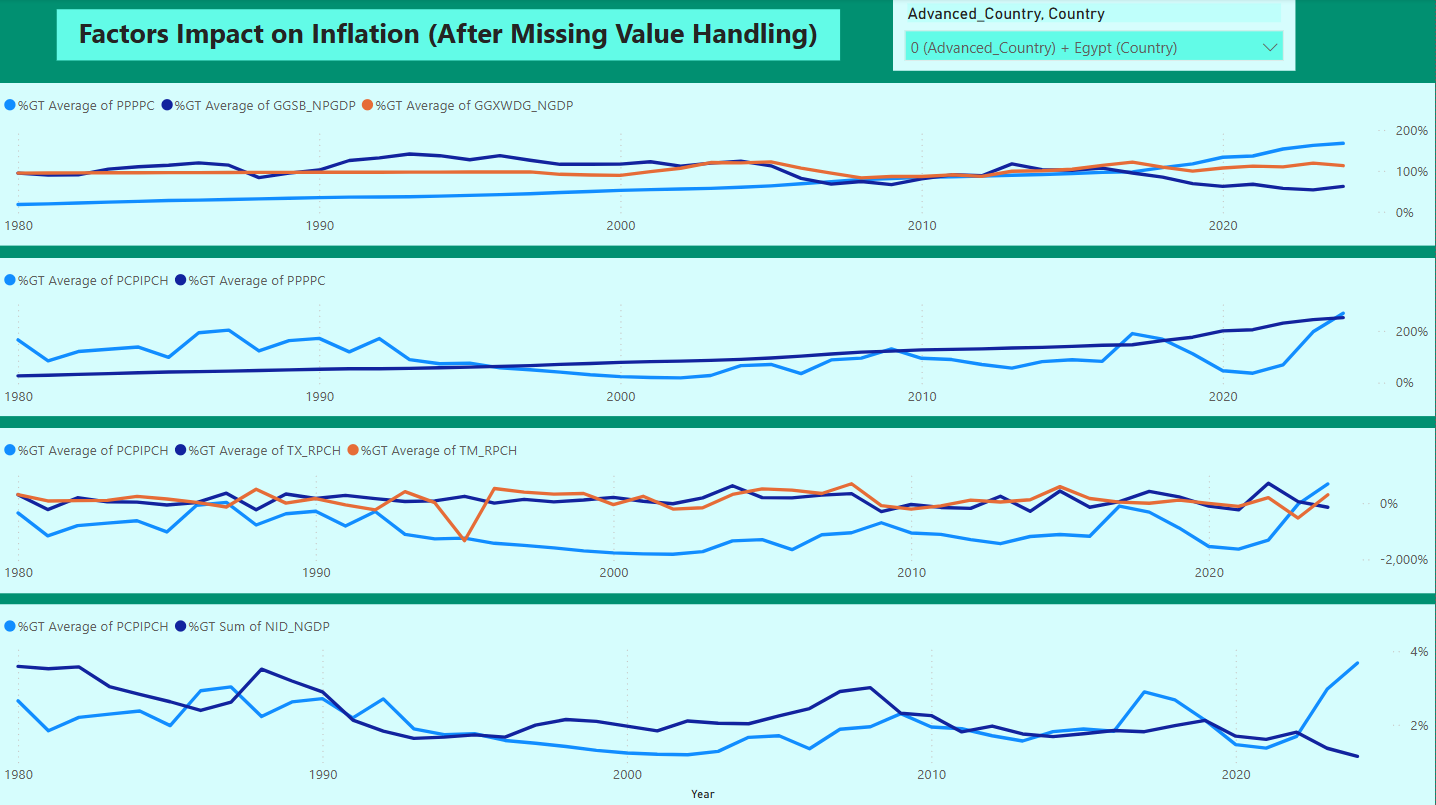 Factors Impact on Inflation (After Missing Value Handling)
Advanced_Country, Country
0 (Advanced_Country) + Egypt (Country)
%GT Average of PPPPC %GT Average of GGSB_NPGDP %GT Average of GGXWDG_NGDP
200%
100%
0%
1980 1990 2000 2010 2020
%GT Average of PCPIPCH %GT Average of PPPPC
200%
0%
1980 1990 2000 2010 2020
%GT Average of PCPIPCH %GT Average of TX_RPCH %GT Average of TM_RPCH
0%
-2,000%
1980 1990 2000 2010 2020
%GT Average of PCPIPCH %GT Sum of NID_NGDP
4%
2%
1980 1990 2000 2010 2020
Year